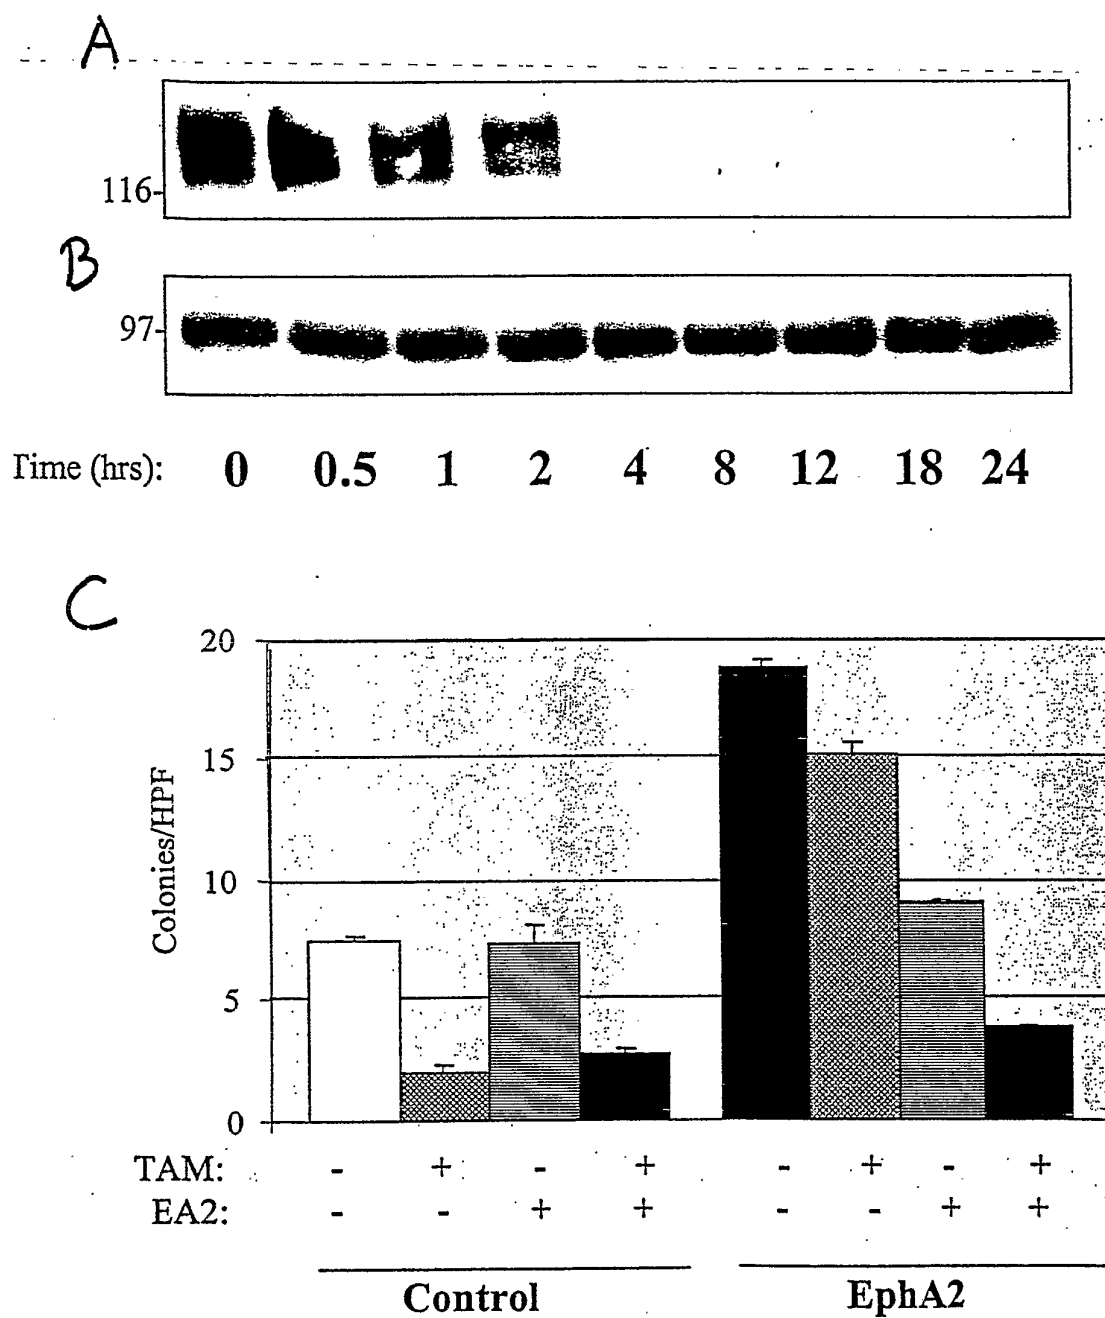 A
116-
B
97-
Time (hrs): 0 0.5 1 2 4 8 12 18 24
C
20
15
10
5
0
Colonies/HPF
TAM: - + - + - + - +
EA2: - - + + - - + +
Control EphA2